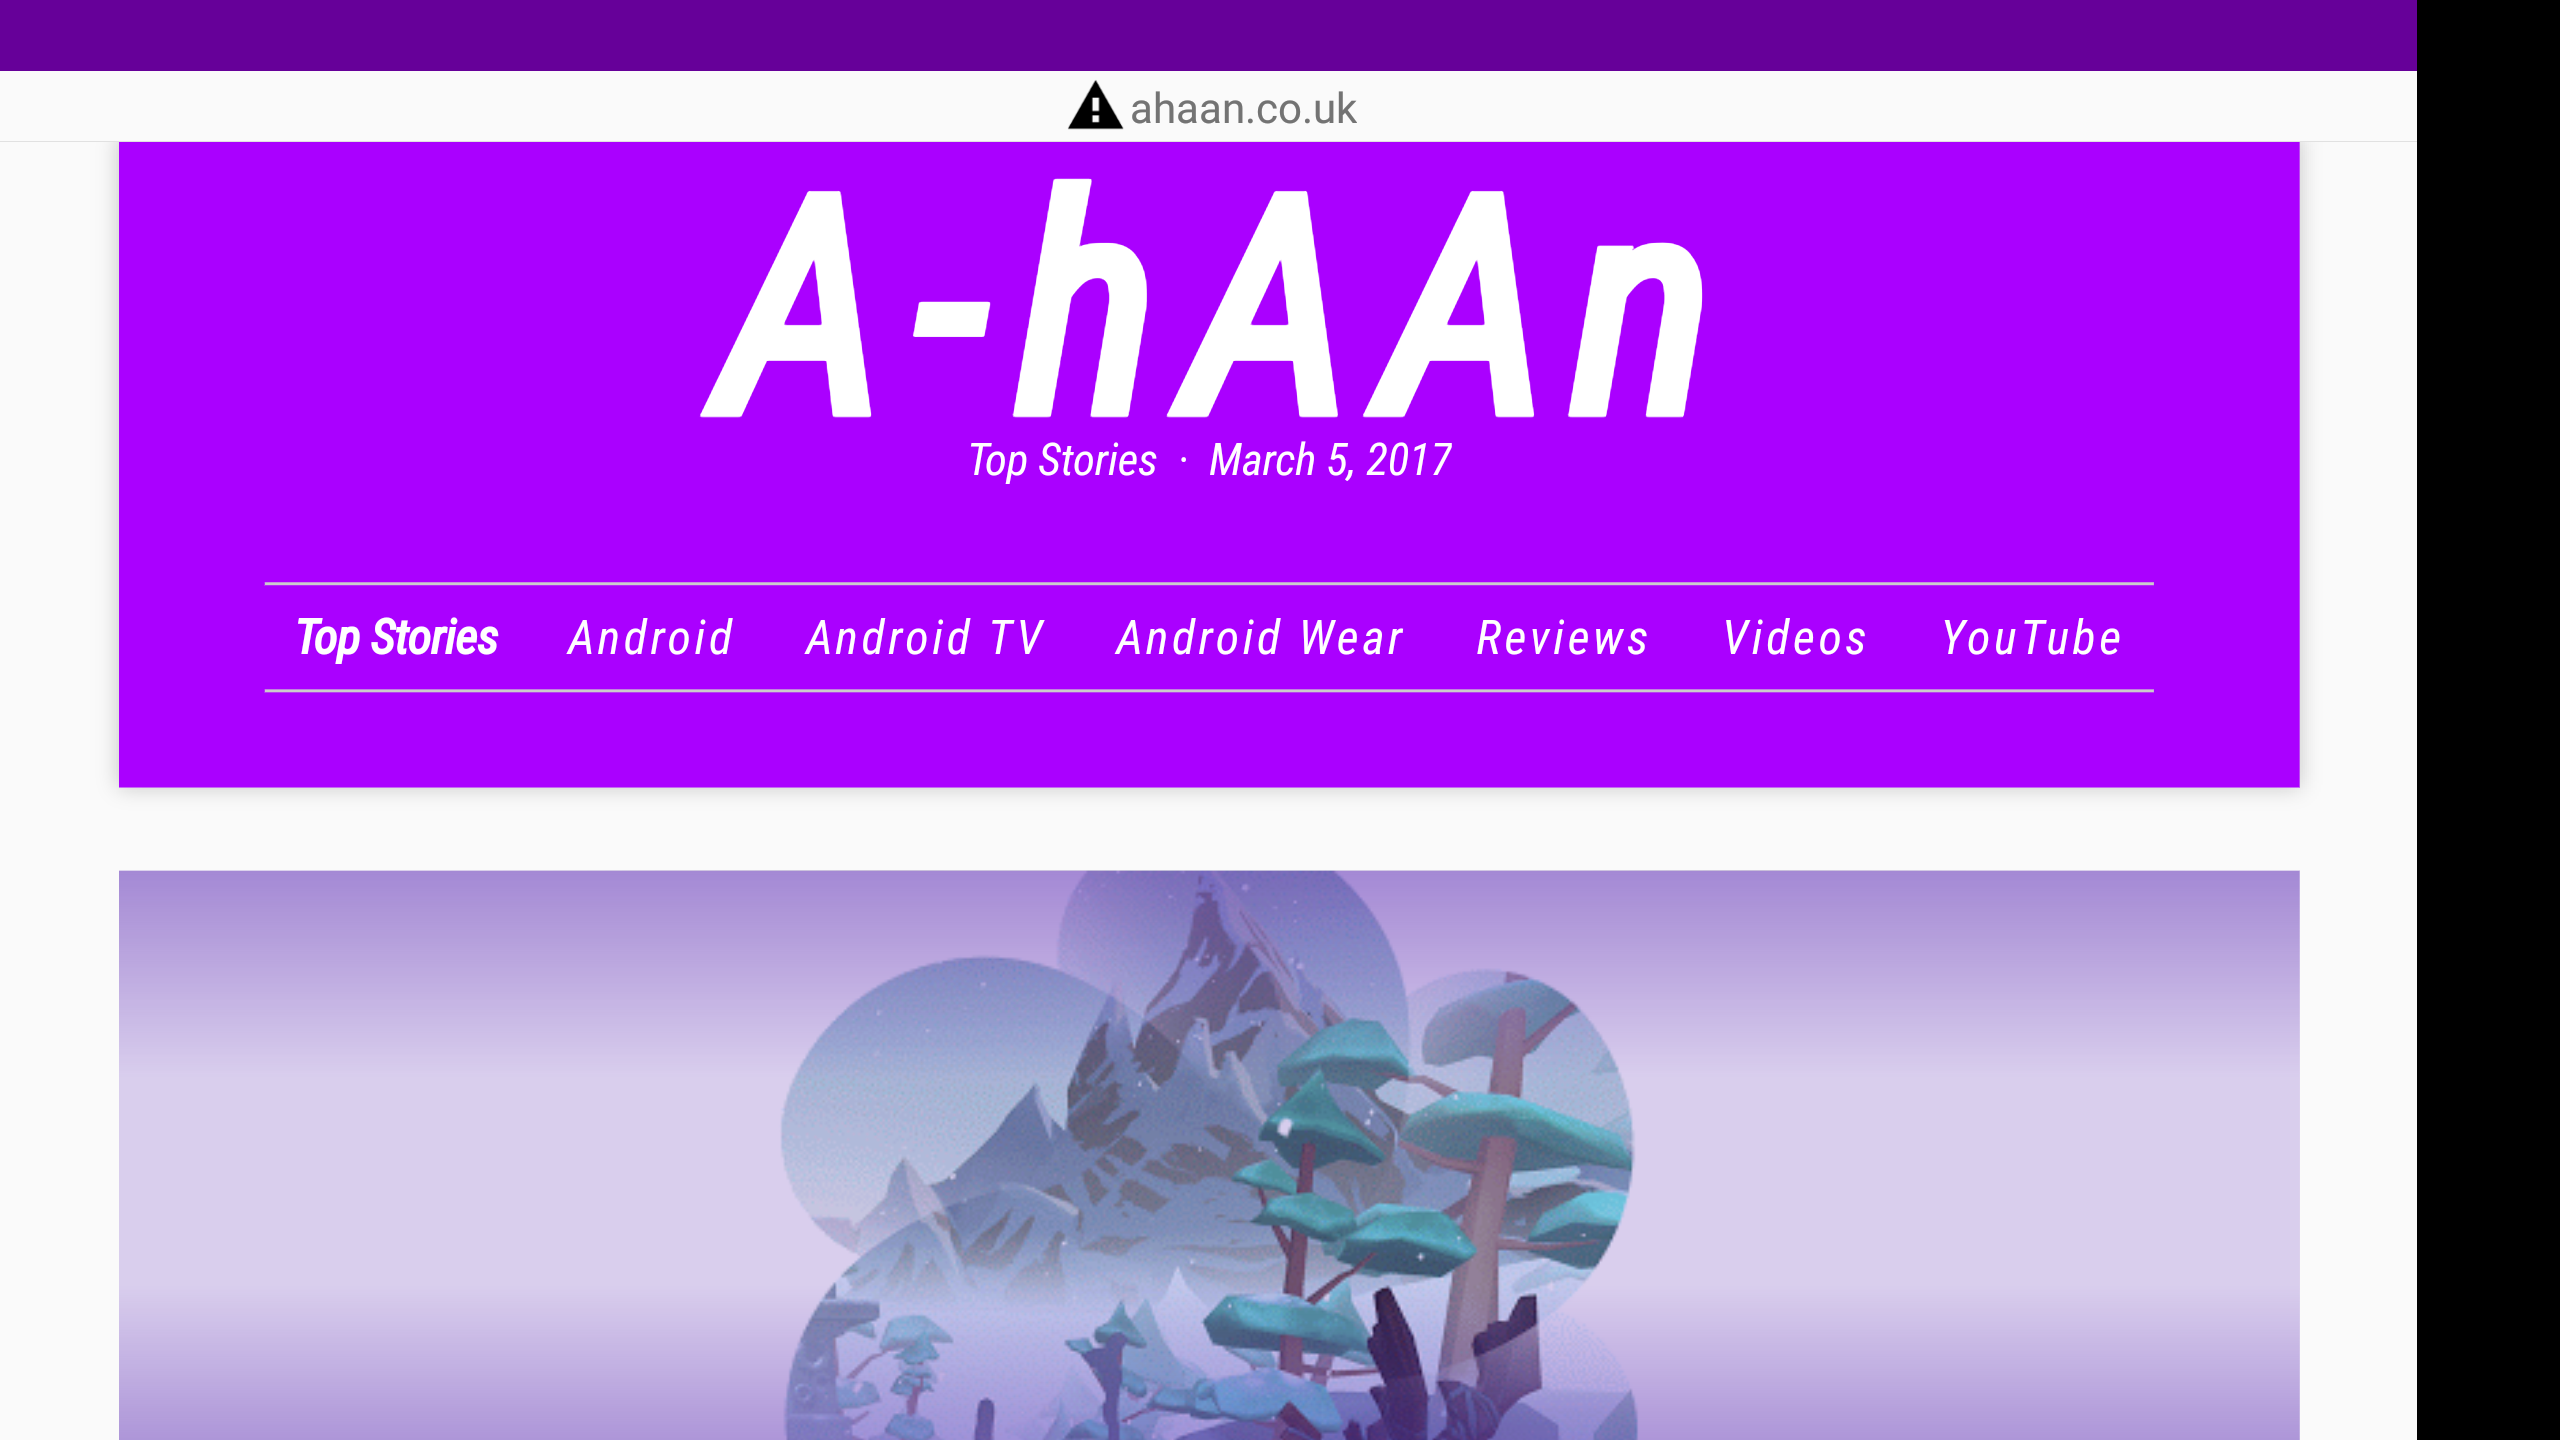 ahaan.co.uk
A-hAAn
Top Stories · March 5, 2017
Top Stories Android Android TV Android Wear Reviews Videos YouTube